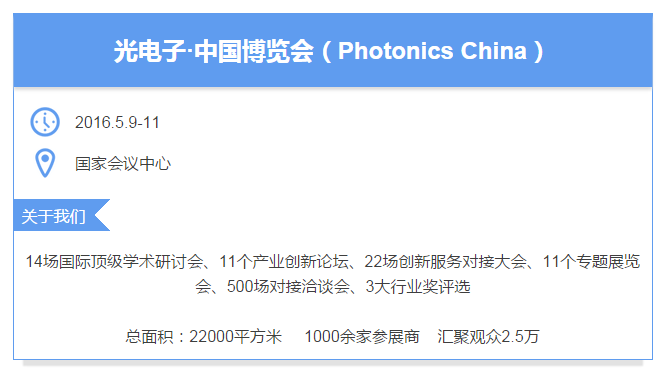 光电子·中国博览会（Photonics China）
2016.5.9-11
国家会议中心
关于我们
14场国际顶级学术研讨会、11个产业创新论坛、22场创新服务对接大会、11个专题展览
会、500场对接洽谈会、3大行业奖评选
总面积：22000平方米 1000余家参展商 汇聚观众2.5万